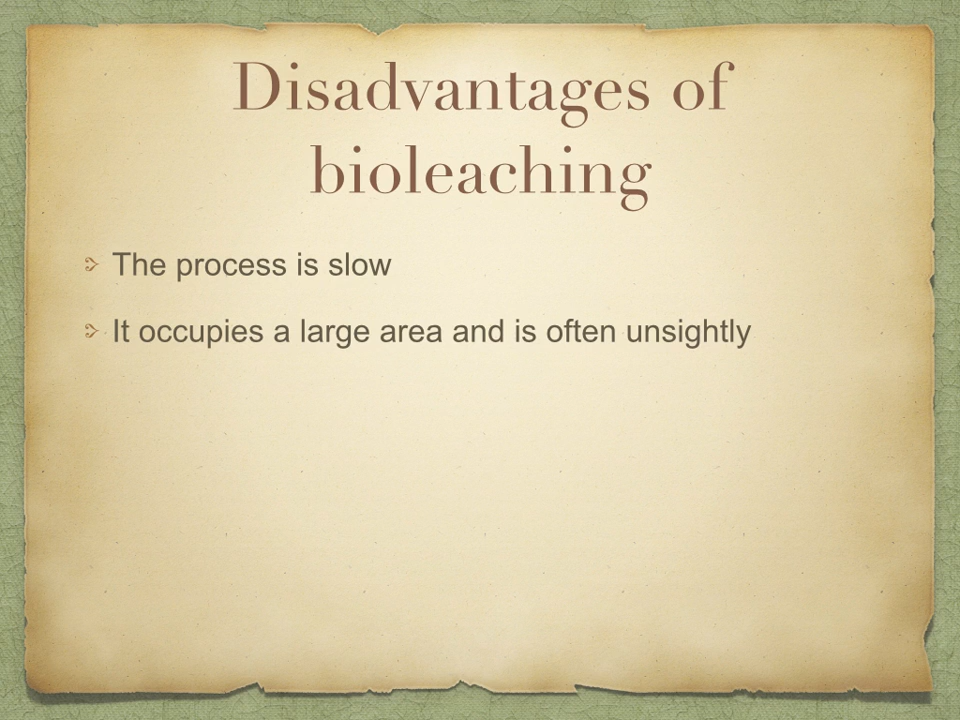 Disadvantages of
bioleaching
The process is slow
It occupies a large area and is often unsightly